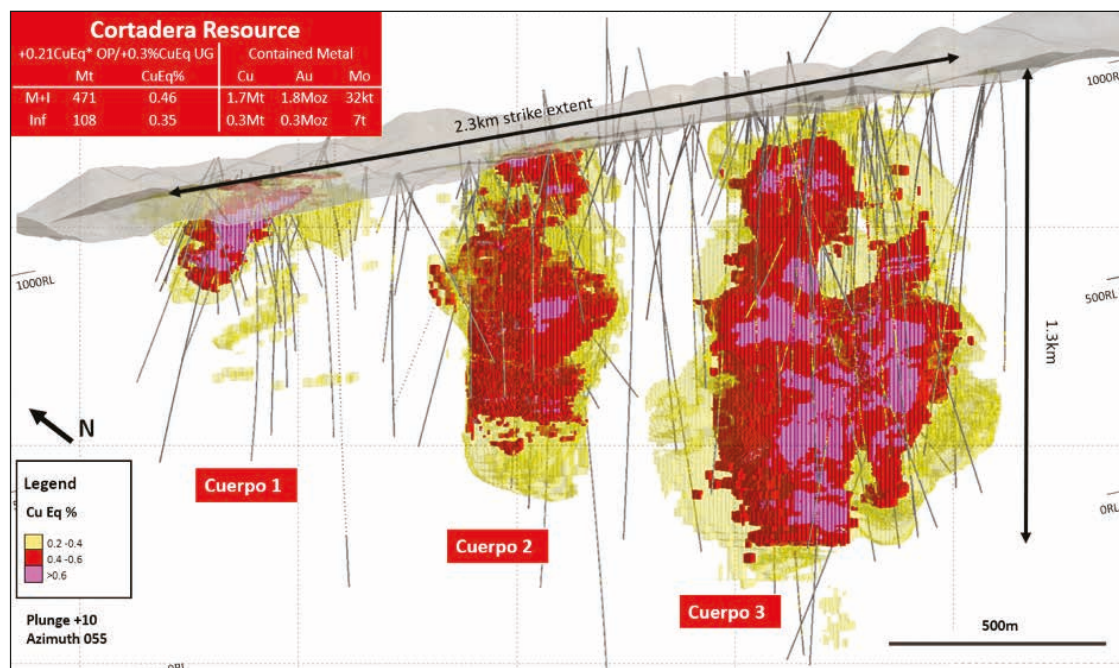 Cortadera Resource
+0.21CuEq* OP/+0.3%CuEq UG Contained Metal
Mt CuEq% Cu Au Mo
M+I 471 0.46 1.7Mt 1.8Moz 32kt
Inf 108 0.35 0.3Mt 0.3Moz 7t
1000RL
2.3km strike extent
1000RL
500RL
1.3km
N
Cuerpo 1
Legend
Cu Eq %
0.2 -0.4
0.4 -0.6
>0.6
0RL
Cuerpo 2
Cuerpo 3
Plunge +10
Azimuth 055
500m
0RL